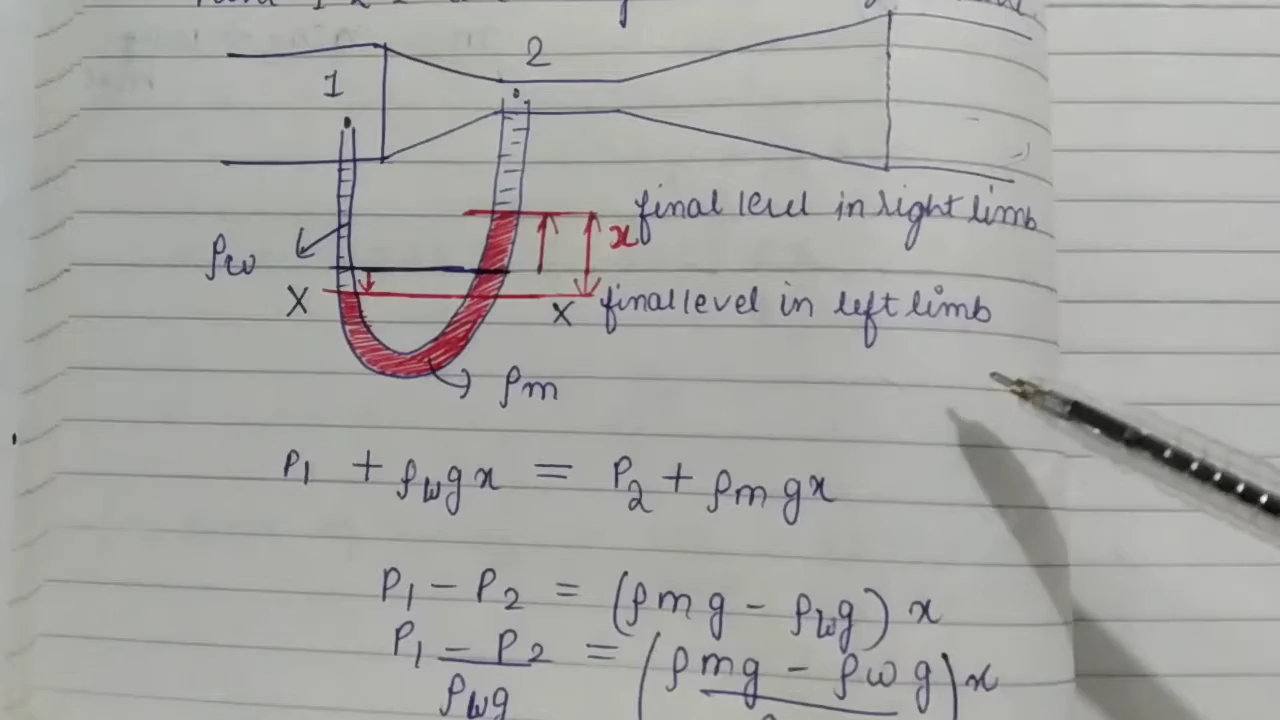 2
1
final level in right limb
x
ρw
X
X final level in left limb
ρm
P1 + ρwgx = P2 + ρmgx
P1 - P2 = (ρmg - ρwg) x
P1 - P2 = (ρmg - ρwg) x
ρwg